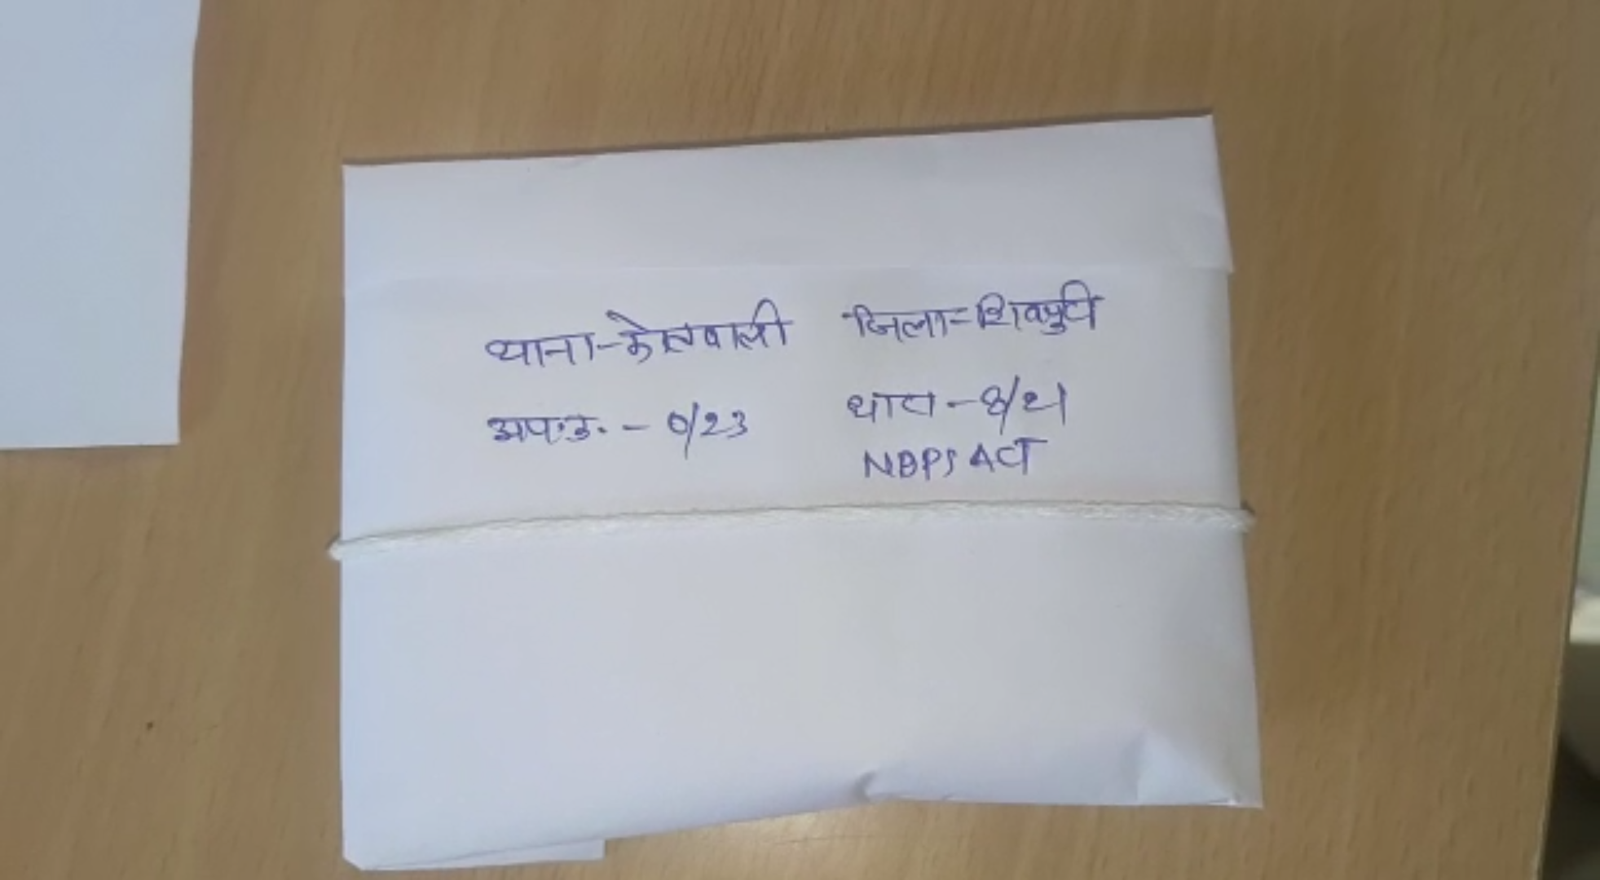 थाना-कोतवाली जिला-शिवपुरी
अप.क्र. - 0/23 धारा - 8/21
NDPS ACT